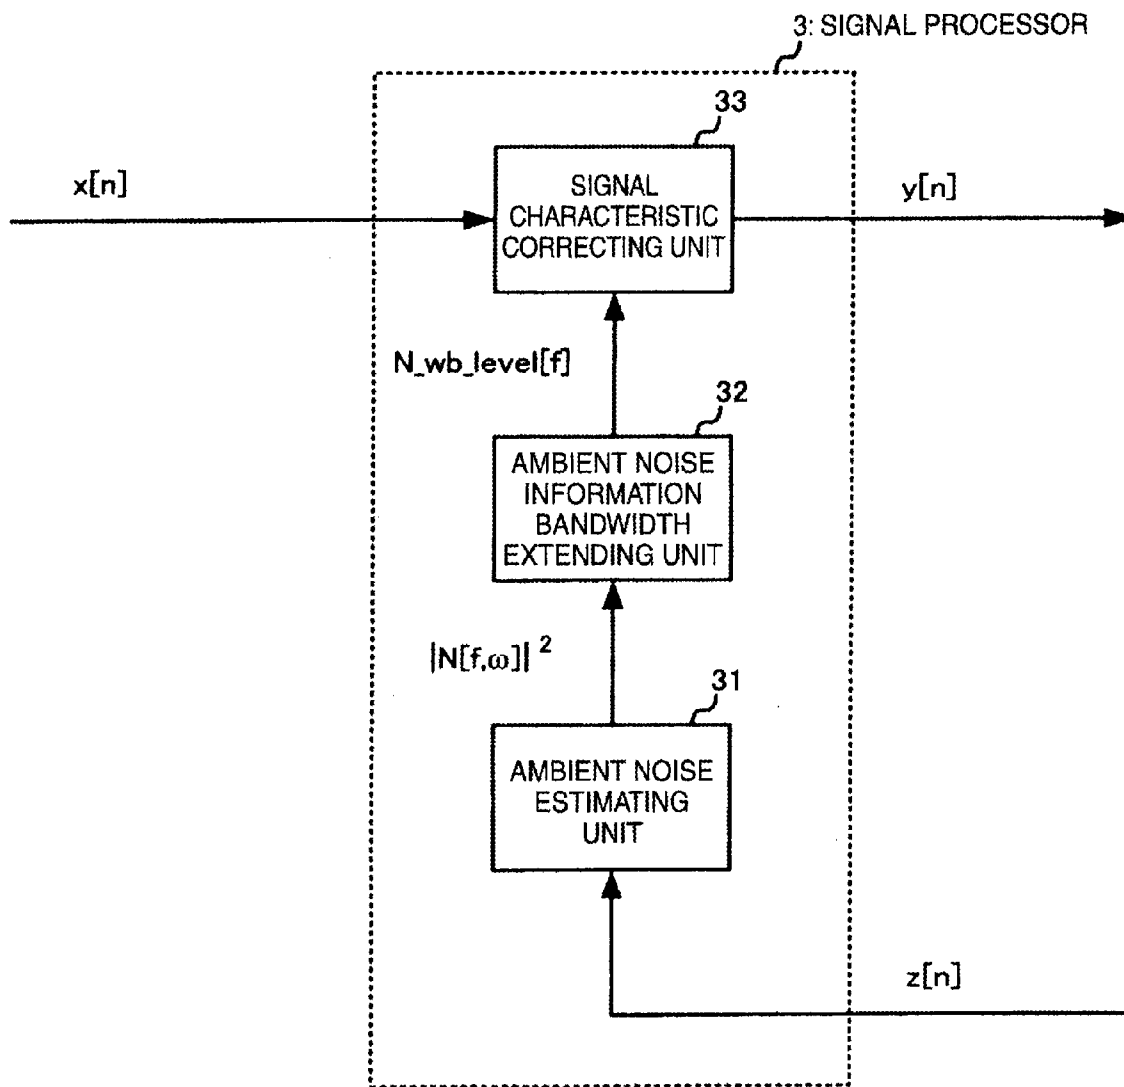 3: SIGNAL PROCESSOR
33
x[n]
SIGNAL
CHARACTERISTIC
CORRECTING UNIT
y[n]
N_wb_level[f]
32
AMBIENT NOISE
INFORMATION
BANDWIDTH
EXTENDING UNIT
|N[f,ω]|²
31
AMBIENT NOISE
ESTIMATING
UNIT
z[n]